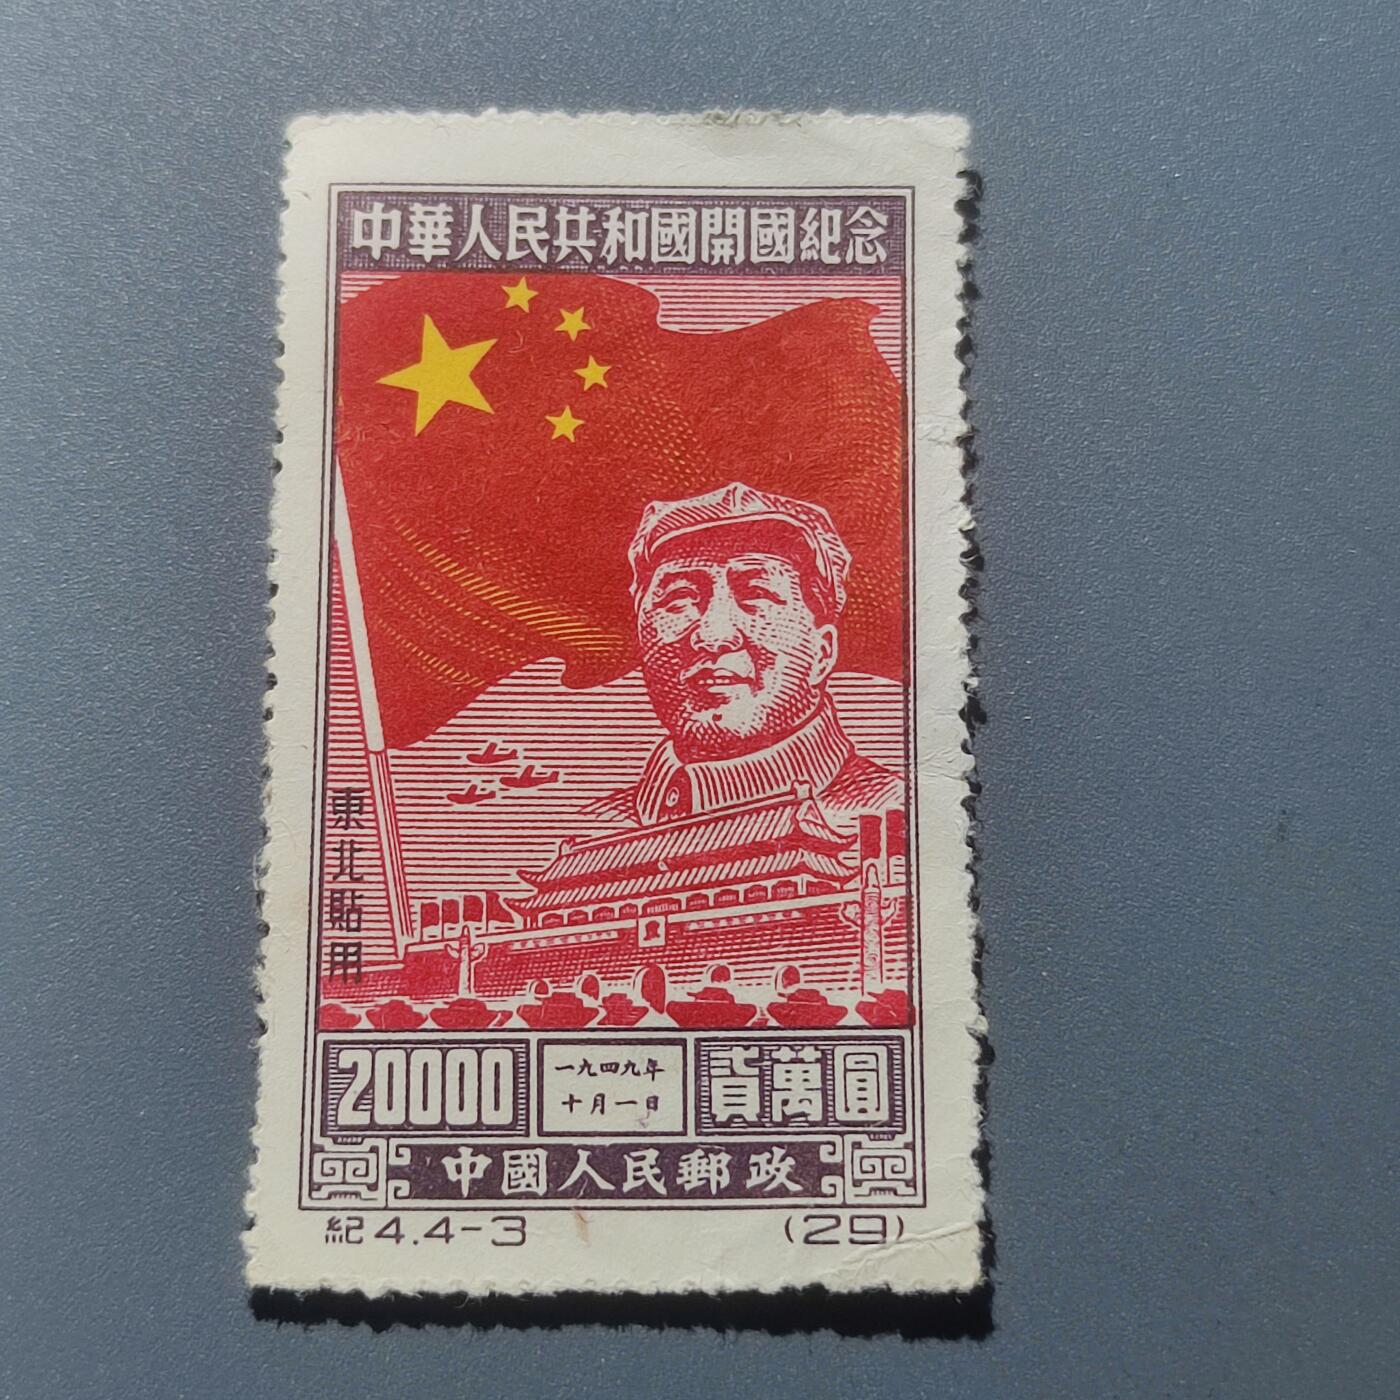 中華人民共和國開國紀念
東北貼用
20000
一九四九年
十月一日
貳萬圓
中國人民郵政
紀4.4-3
(29)